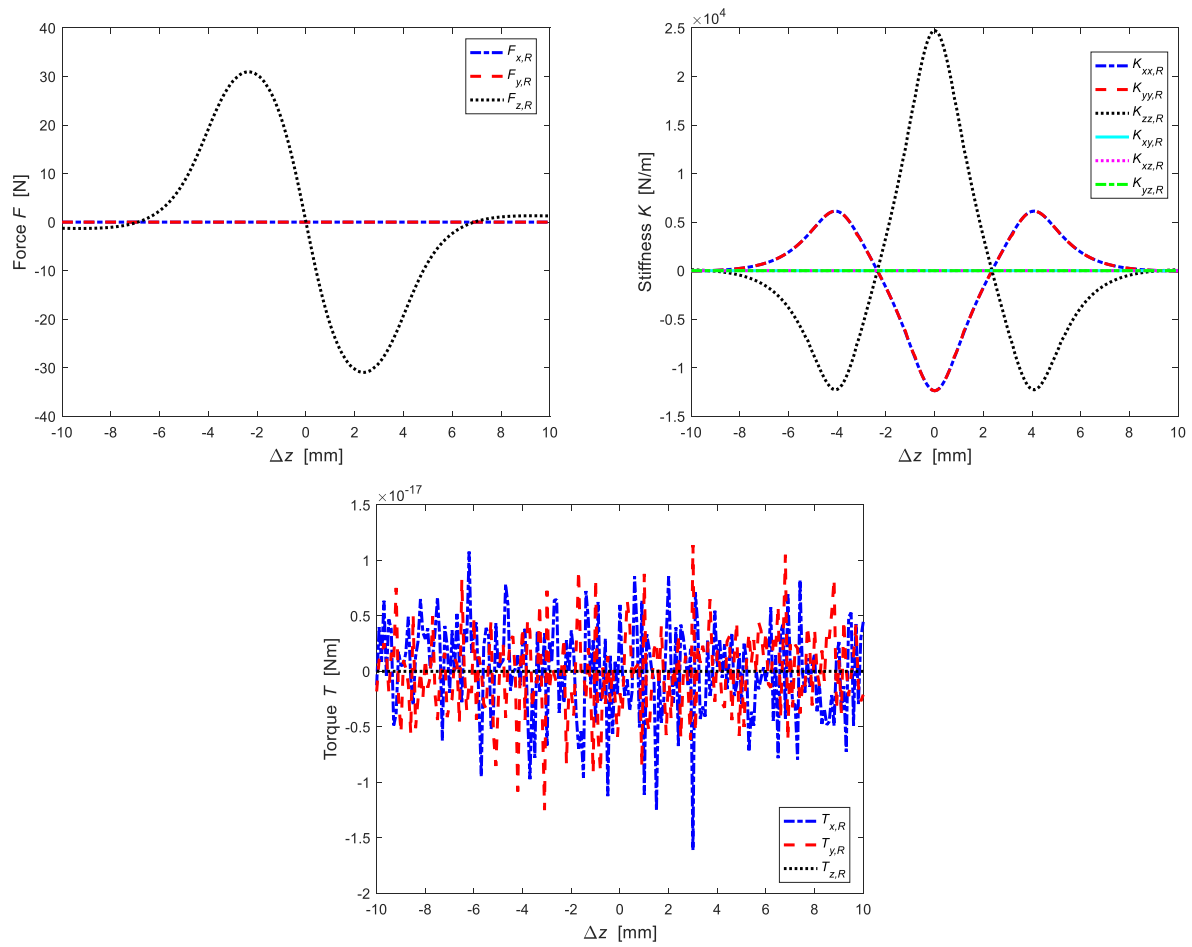 40
30
20
10
0
-10
-20
-30
-40
Force F [N]
-10 -8 -6 -4 -2 0 2 4 6 8 10
Δz [mm]
F_{x,R}
F_{y,R}
F_{z,R}
×10^4
2.5
2
1.5
1
0.5
0
-0.5
-1
-1.5
Stiffness K [N/m]
-10 -8 -6 -4 -2 0 2 4 6 8 10
Δz [mm]
K_{xx,R}
K_{yy,R}
K_{zz,R}
K_{xy,R}
K_{xz,R}
K_{yz,R}
×10^{-17}
1.5
1
0.5
0
-0.5
-1
-1.5
-2
Torque T [Nm]
-10 -8 -6 -4 -2 0 2 4 6 8 10
Δz [mm]
T_{x,R}
T_{y,R}
T_{z,R}